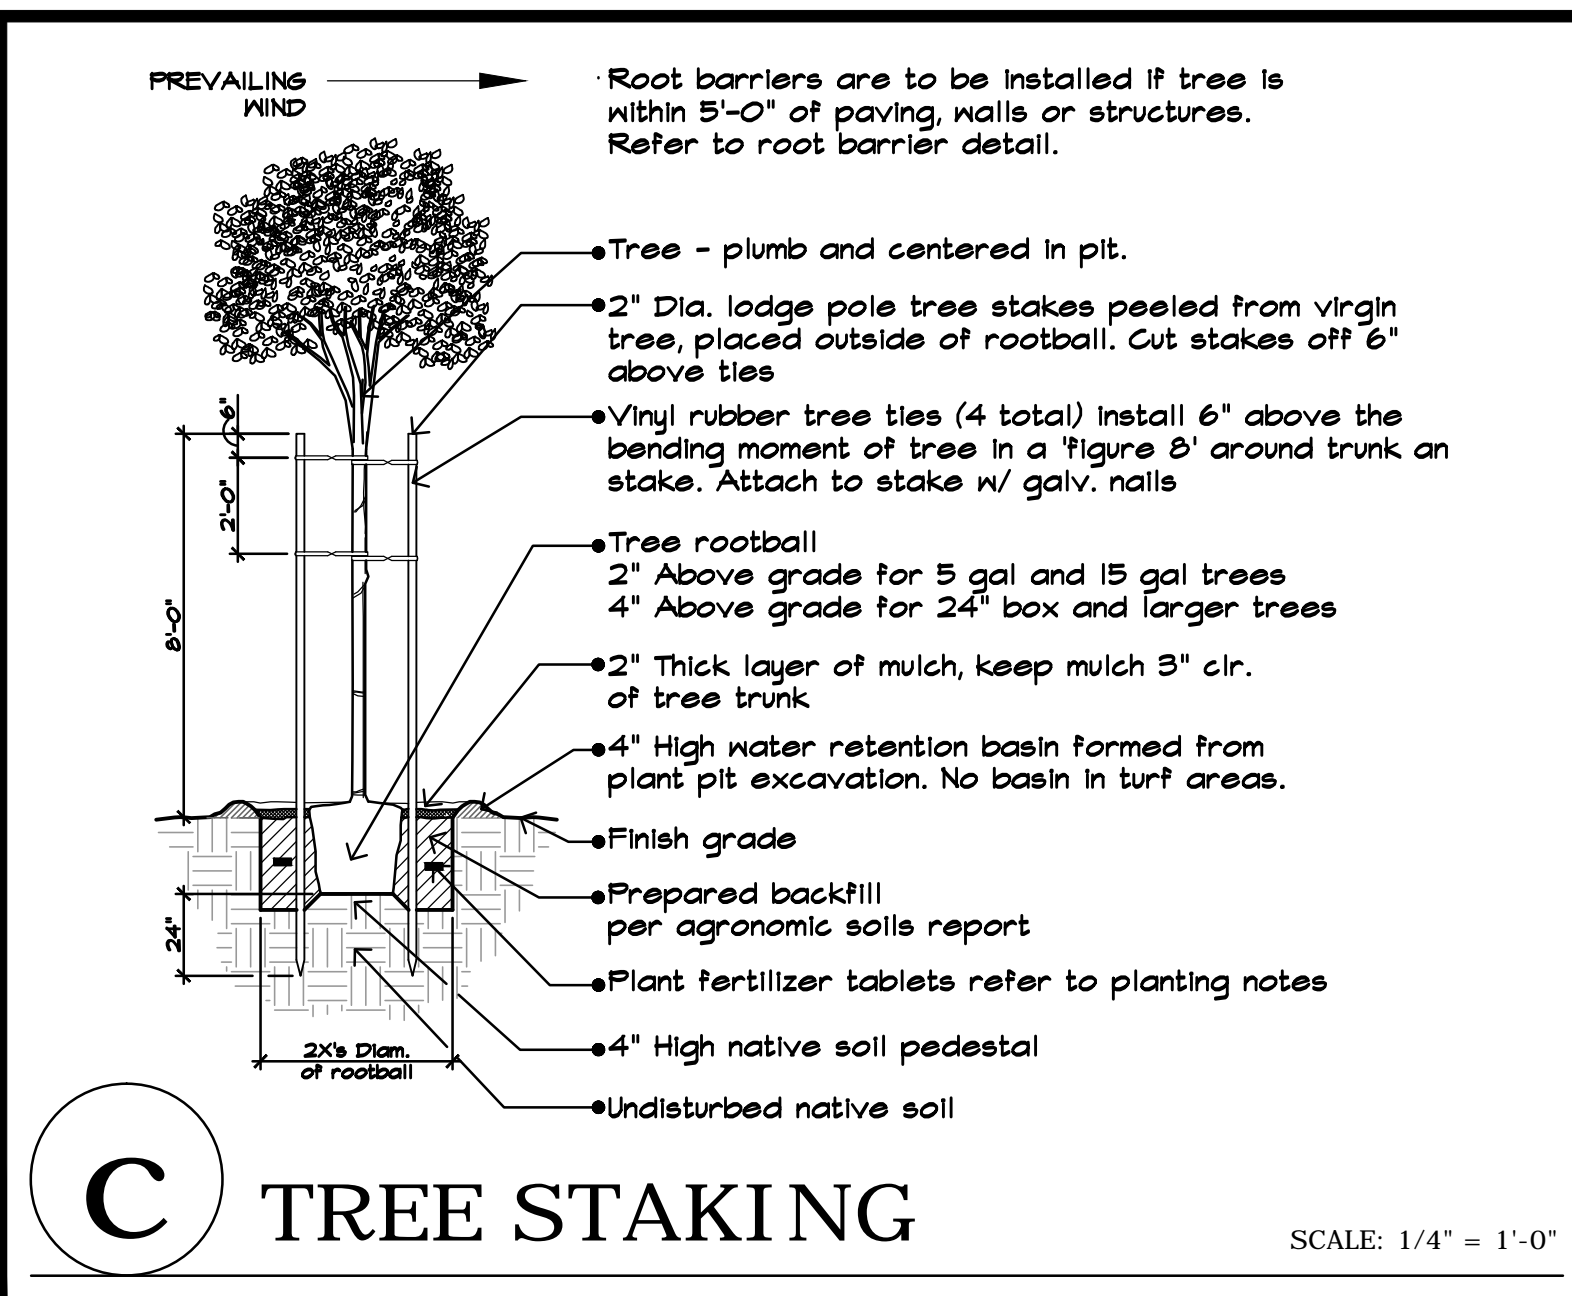 PREVAILING
WIND
Root barriers are to be installed if tree is
within 5'-0" of paving, walls or structures.
Refer to root barrier detail.
Tree - plumb and centered in pit.
2" Dia. lodge pole tree stakes peeled from virgin
tree, placed outside of rootball. Cut stakes off 6"
above ties
Vinyl rubber tree ties (4 total) install 6" above the
bending moment of tree in a 'figure 8' around trunk an
stake. Attach to stake w/ galv. nails
Tree rootball
2" Above grade for 5 gal and 15 gal trees
4" Above grade for 24" box and larger trees
2" Thick layer of mulch, keep mulch 3" clr.
of tree trunk
4" High water retention basin formed from
plant pit excavation. No basin in turf areas.
Finish grade
Prepared backfill
per agronomic soils report
Plant fertilizer tablets refer to planting notes
4" High native soil pedestal
Undisturbed native soil
6"
2'-0"
8'-0"
24"
2X's Diam.
of rootball
C
TREE STAKING
SCALE: 1/4" = 1'-0"